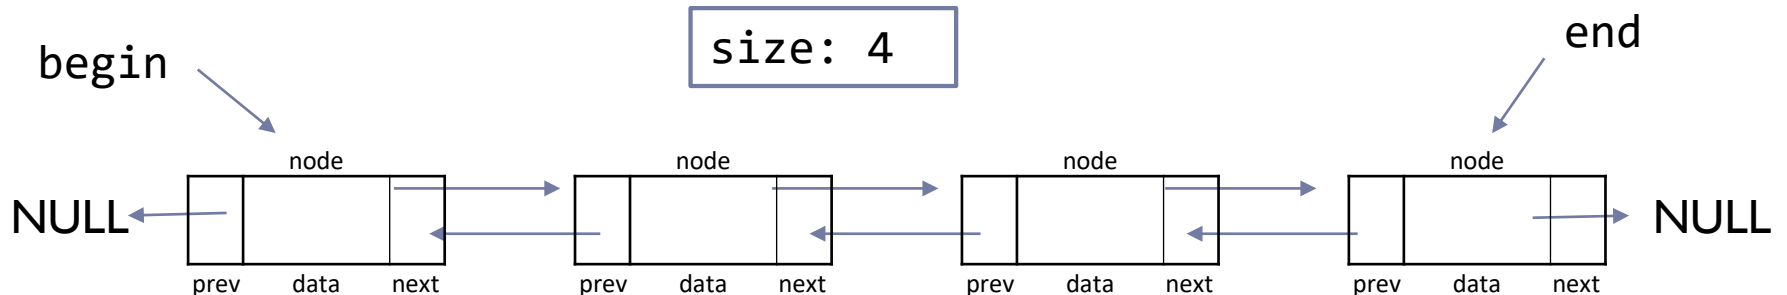 begin
size: 4
end
node node node node
NULL NULL
prev data next prev data next prev data next prev data next